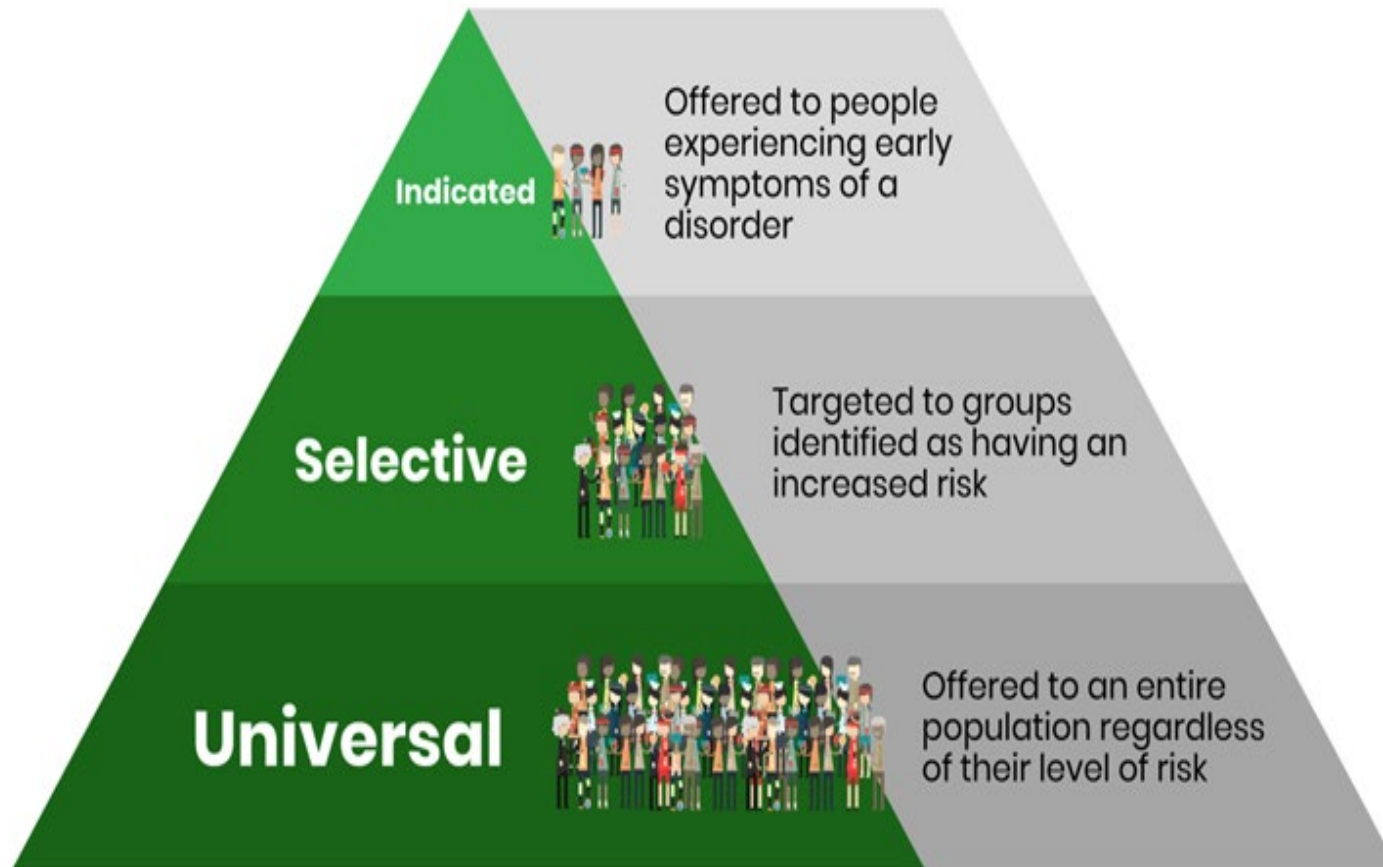 Indicated
Offered to people
experiencing early
symptoms of a
disorder
Selective
Targeted to groups
identified as having an
increased risk
Universal
Offered to an entire
population regardless
of their level of risk